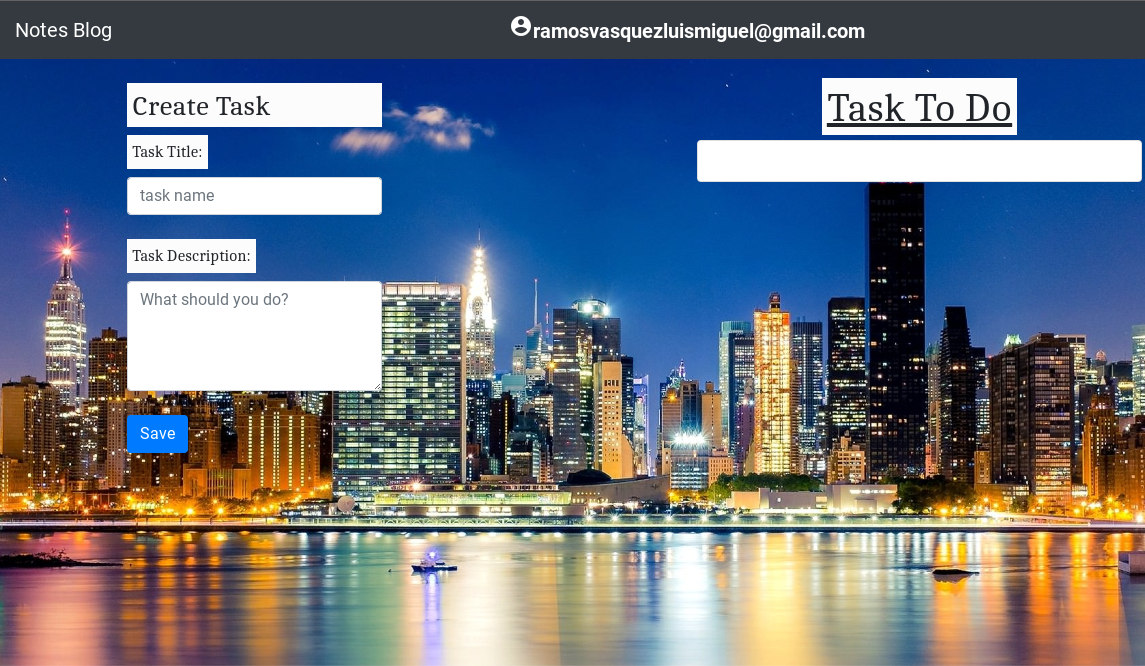 Notes Blog
ramosvasquezluismiguel@gmail.com
Create Task
Task Title:
task name
Task Description:
What should you do?
Save
Task To Do